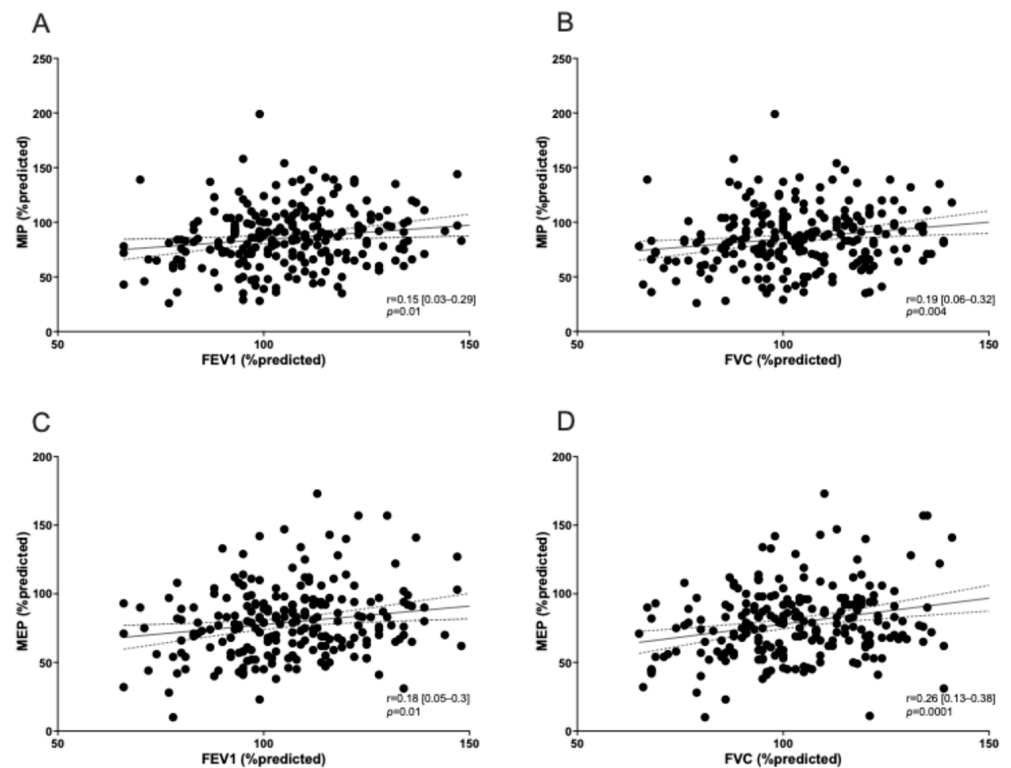 A
250
200
150
100
50
0
MIP (%predicted)
50
100
150
FEV1 (%predicted)
r=0.15 [0.03–0.29]
p=0.01
B
250
200
150
100
50
0
MIP (%predicted)
50
100
150
FVC (%predicted)
r=0.19 [0.06–0.32]
p=0.004
C
200
150
100
50
0
MEP (%predicted)
50
100
150
FEV1 (%predicted)
r=0.18 [0.05–0.3]
p=0.01
D
200
150
100
50
0
MEP (%predicted)
50
100
150
FVC (%predicted)
r=0.26 [0.13–0.38]
p=0.0001